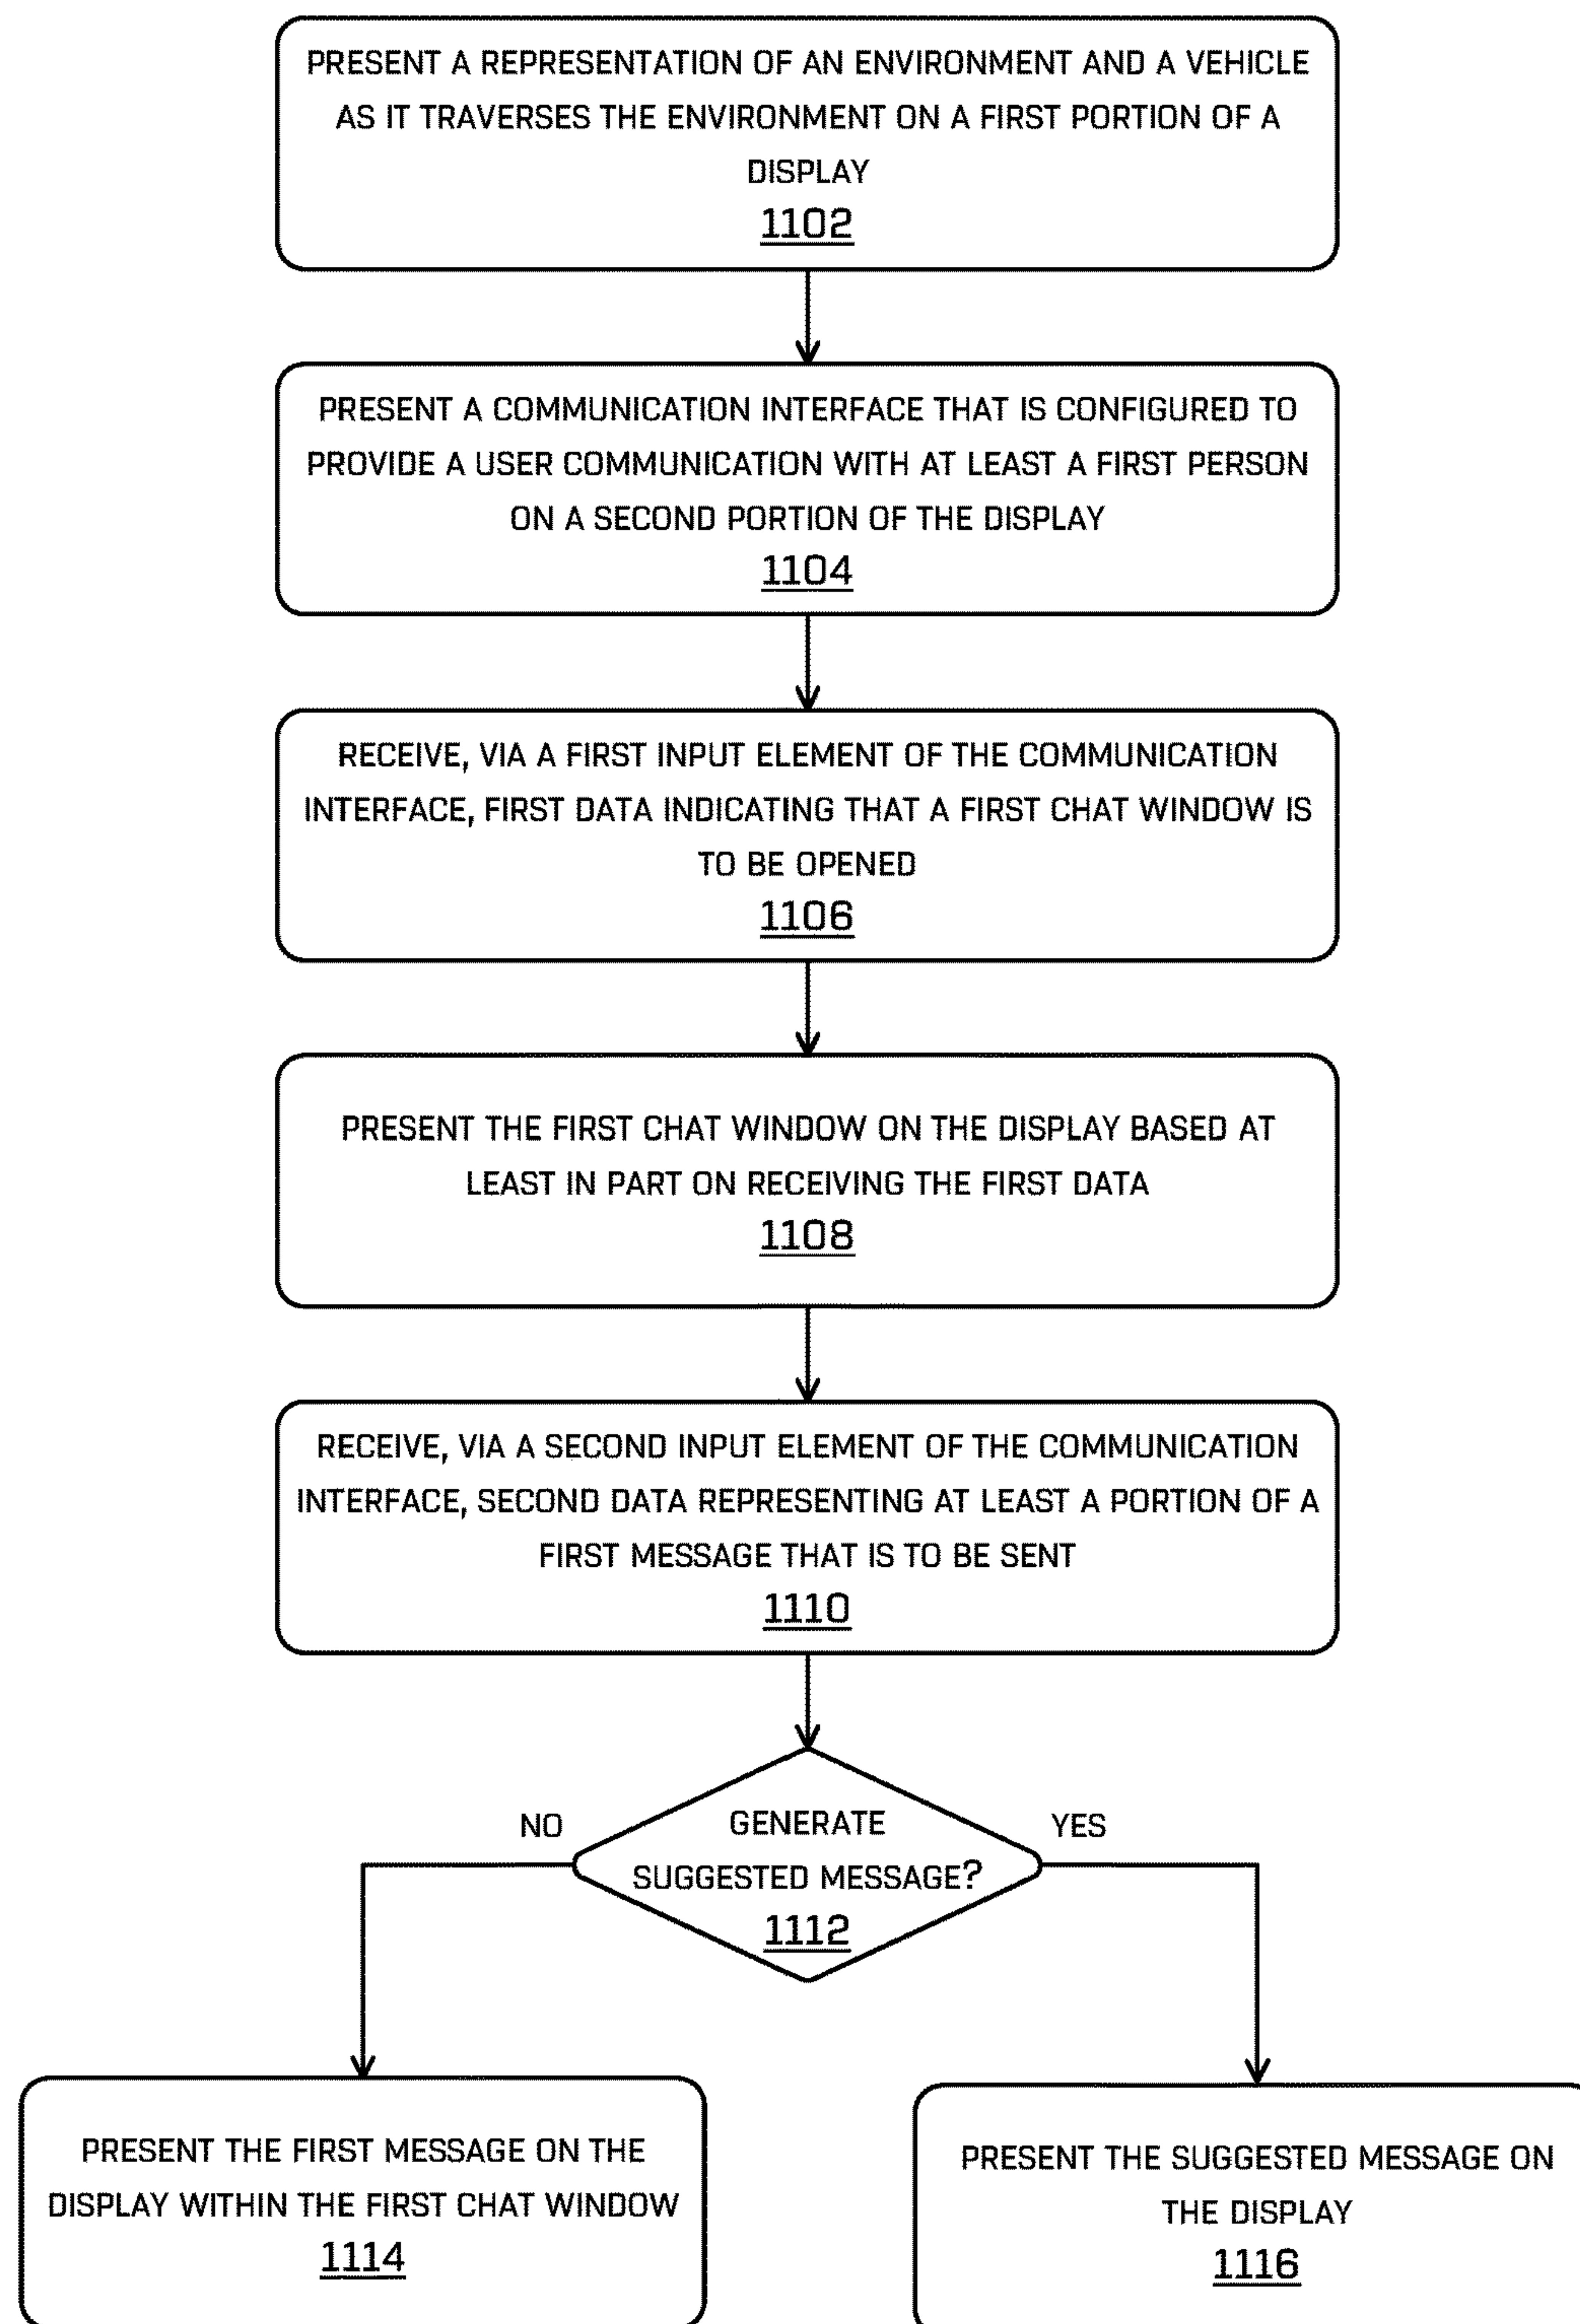 PRESENT A REPRESENTATION OF AN ENVIRONMENT AND A VEHICLE
AS IT TRAVERSES THE ENVIRONMENT ON A FIRST PORTION OF A
DISPLAY
1102
PRESENT A COMMUNICATION INTERFACE THAT IS CONFIGURED TO
PROVIDE A USER COMMUNICATION WITH AT LEAST A FIRST PERSON
ON A SECOND PORTION OF THE DISPLAY
1104
RECEIVE, VIA A FIRST INPUT ELEMENT OF THE COMMUNICATION
INTERFACE, FIRST DATA INDICATING THAT A FIRST CHAT WINDOW IS
TO BE OPENED
1106
PRESENT THE FIRST CHAT WINDOW ON THE DISPLAY BASED AT
LEAST IN PART ON RECEIVING THE FIRST DATA
1108
RECEIVE, VIA A SECOND INPUT ELEMENT OF THE COMMUNICATION
INTERFACE, SECOND DATA REPRESENTING AT LEAST A PORTION OF A
FIRST MESSAGE THAT IS TO BE SENT
1110
NO
YES
GENERATE
SUGGESTED MESSAGE?
1112
PRESENT THE FIRST MESSAGE ON THE
DISPLAY WITHIN THE FIRST CHAT WINDOW
1114
PRESENT THE SUGGESTED MESSAGE ON
THE DISPLAY
1116